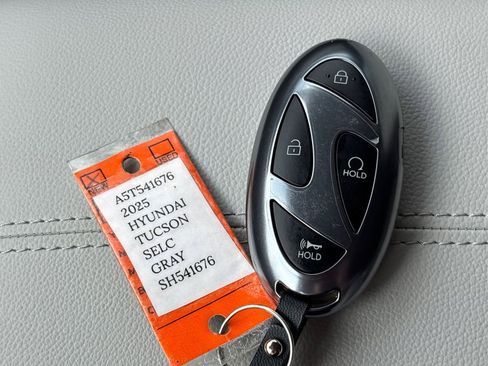 NEW
USED
A5T541676
2025
HYUNDAI
TUCSON
SELC
GRAY
SH541676
HOLD
HOLD